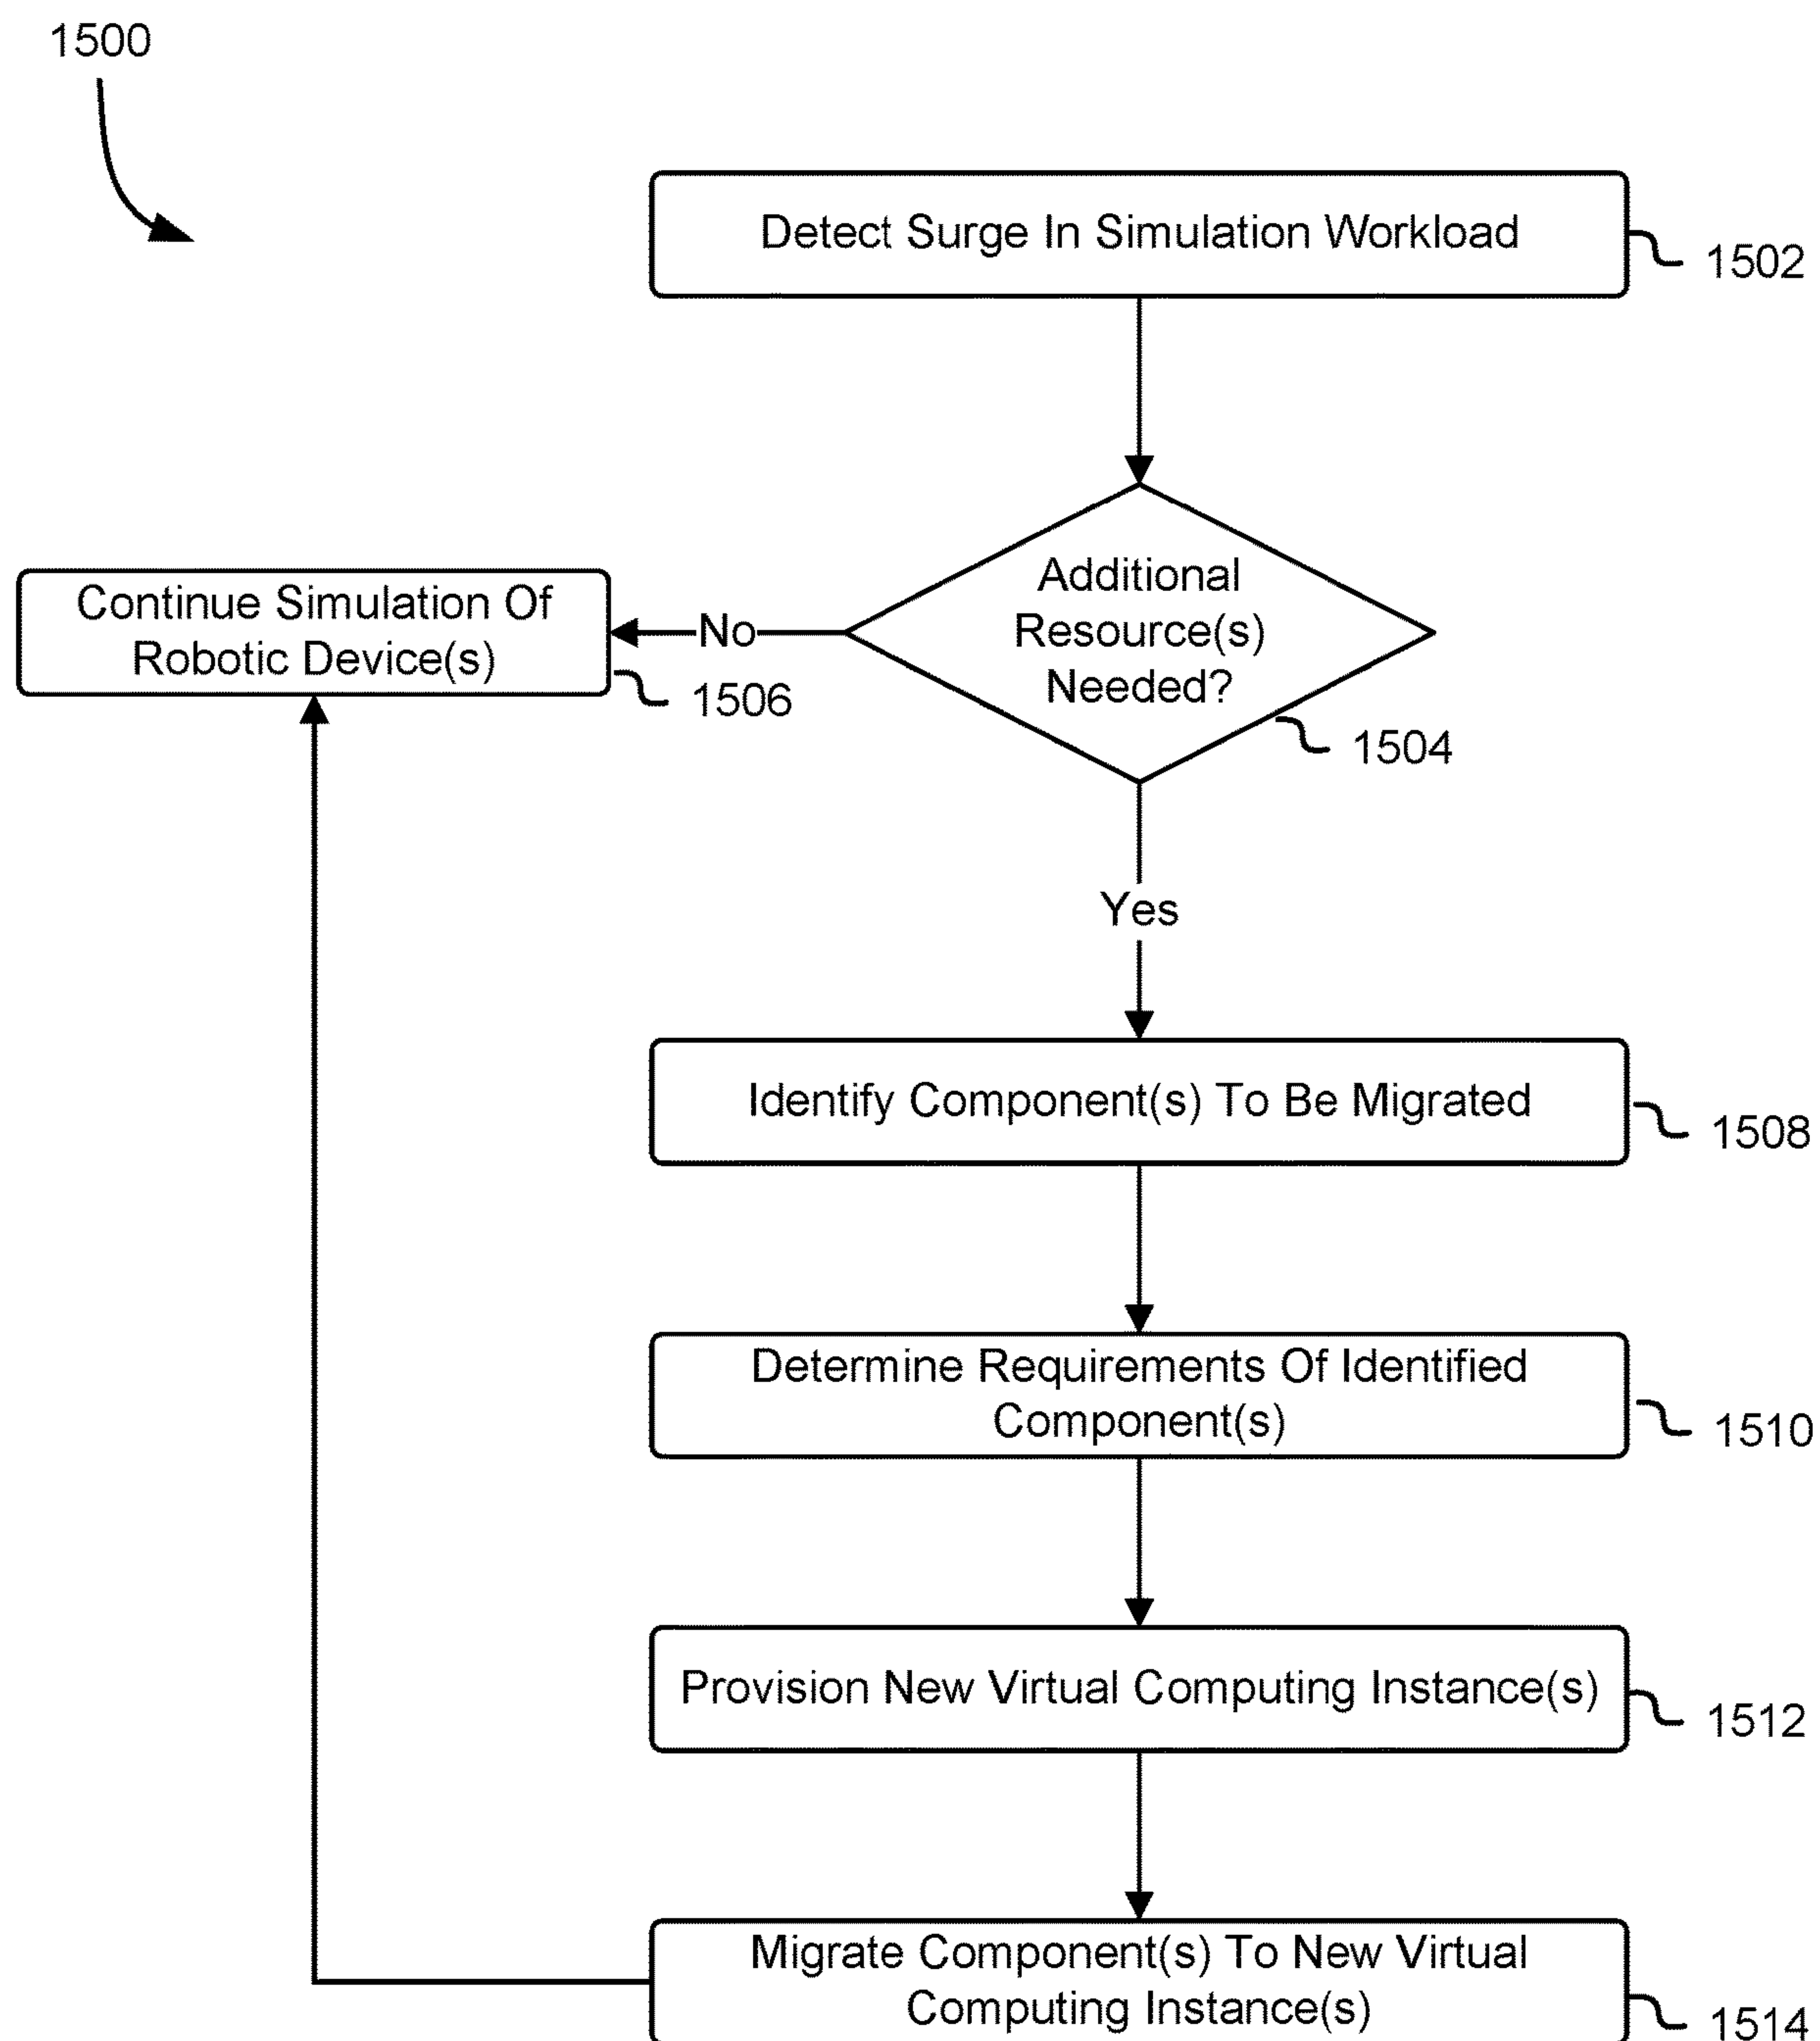 1500
Detect Surge In Simulation Workload
1502
Additional
Resource(s)
Needed?
1504
No
Continue Simulation Of
Robotic Device(s)
1506
Yes
Identify Component(s) To Be Migrated
1508
Determine Requirements Of Identified
Component(s)
1510
Provision New Virtual Computing Instance(s)
1512
Migrate Component(s) To New Virtual
Computing Instance(s)
1514